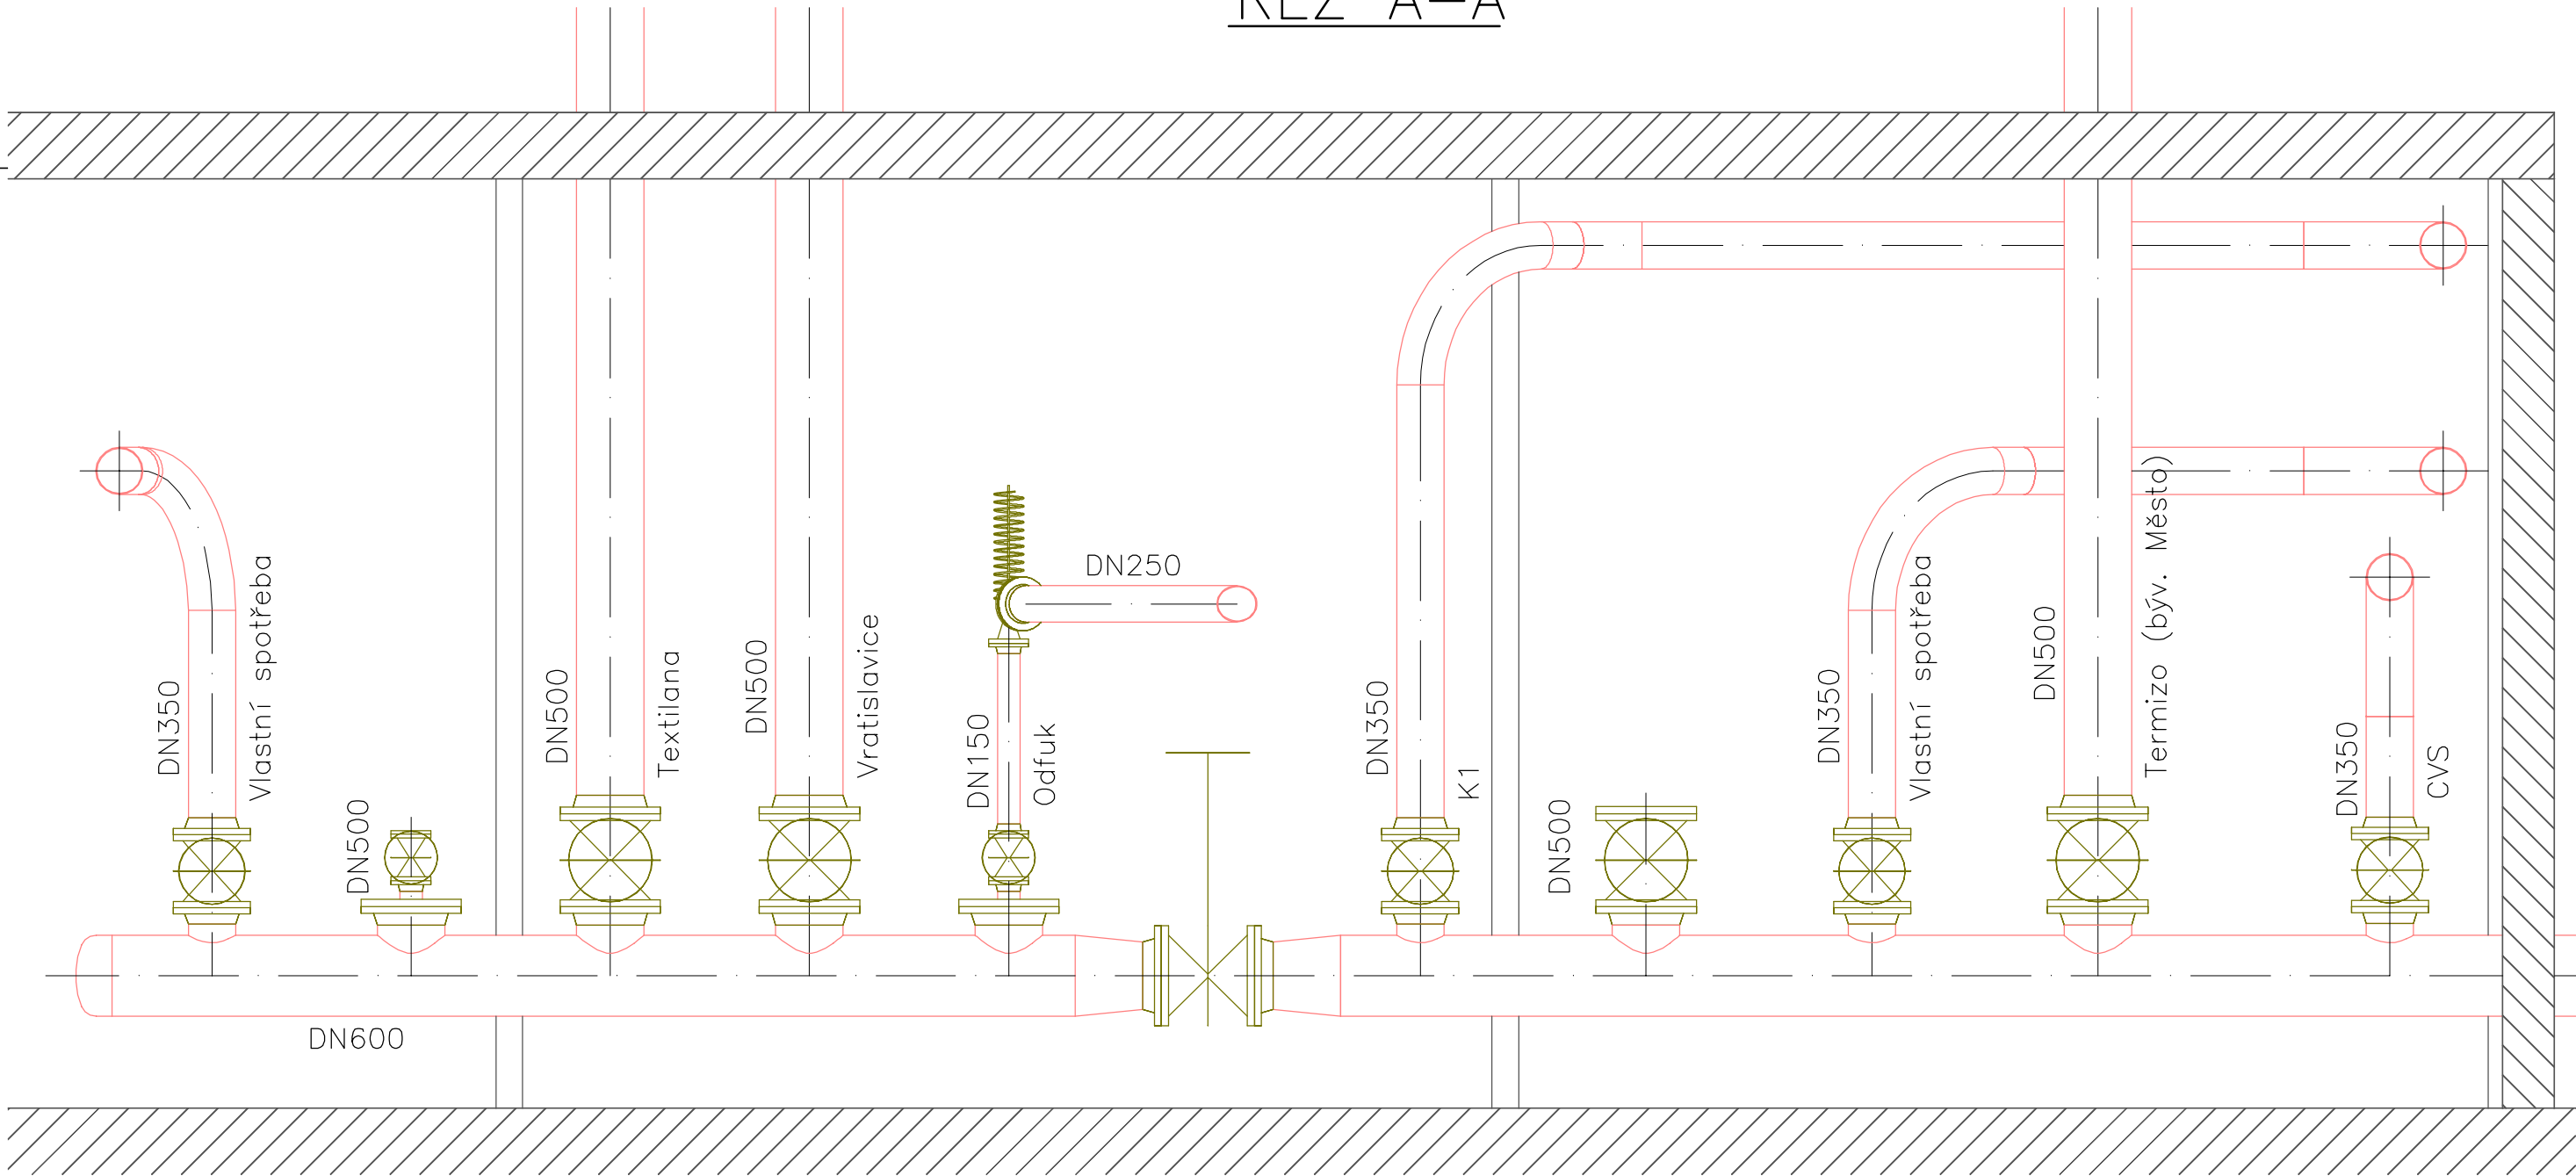 ŘEZ A-A
DN350
Vlastní spotřeba
DN500
DN500
Textilana
DN500
Vratislavice
DN150
Odfuk
DN250
DN350
K1
DN500
DN350
Vlastní spotřeba
DN500
Termizo (býv. Město)
DN350
CVS
DN600